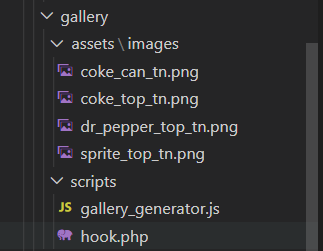 gallery
assets\images
coke_can_tn.png
coke_top_tn.png
dr_pepper_top_tn.png
sprite_top_tn.png
scripts
JS gallery_generator.js
hook.php